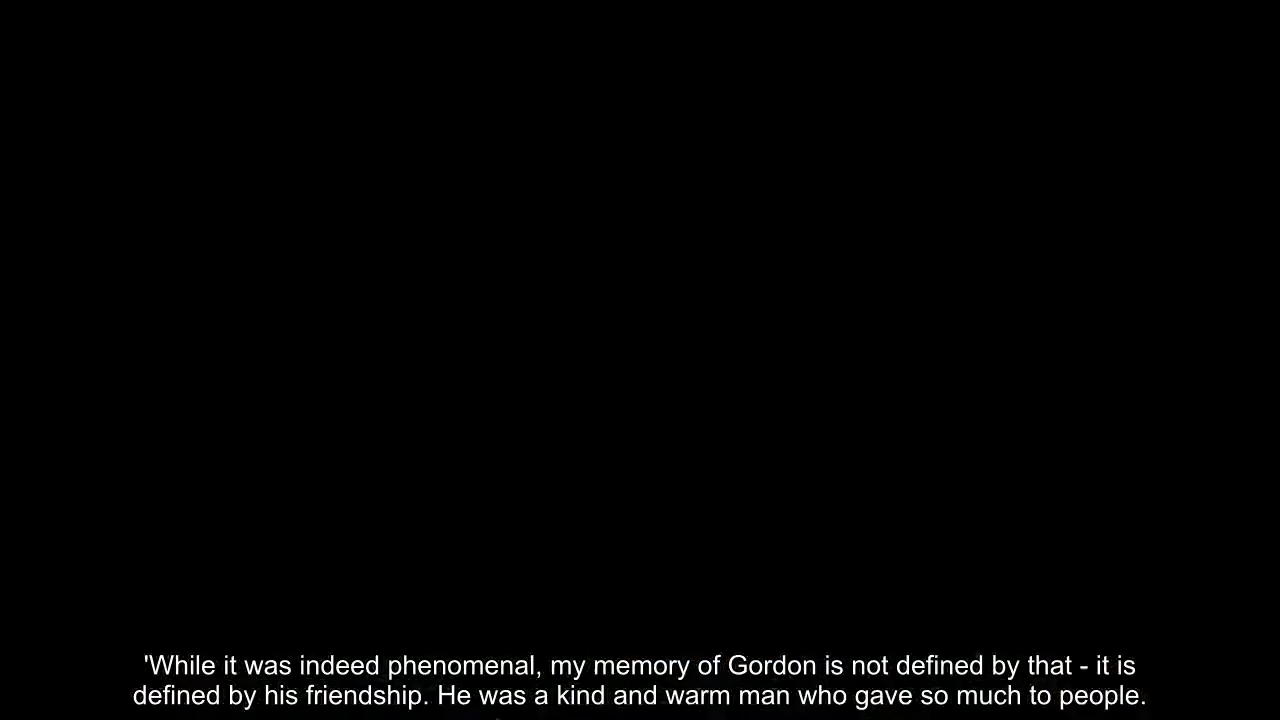 'While it was indeed phenomenal, my memory of Gordon is not defined by that - it is
defined by his friendship. He was a kind and warm man who gave so much to people.